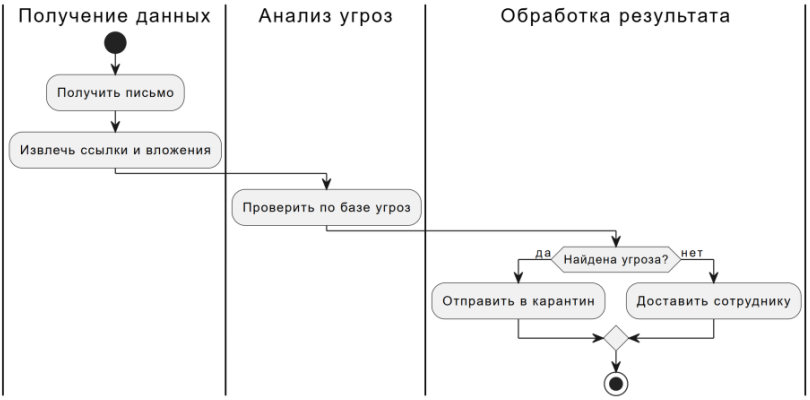 Получение данных
Анализ угроз
Обработка результата
Получить письмо
Извлечь ссылки и вложения
Проверить по базе угроз
да
Найдена угроза?
нет
Отправить в карантин
Доставить сотруднику